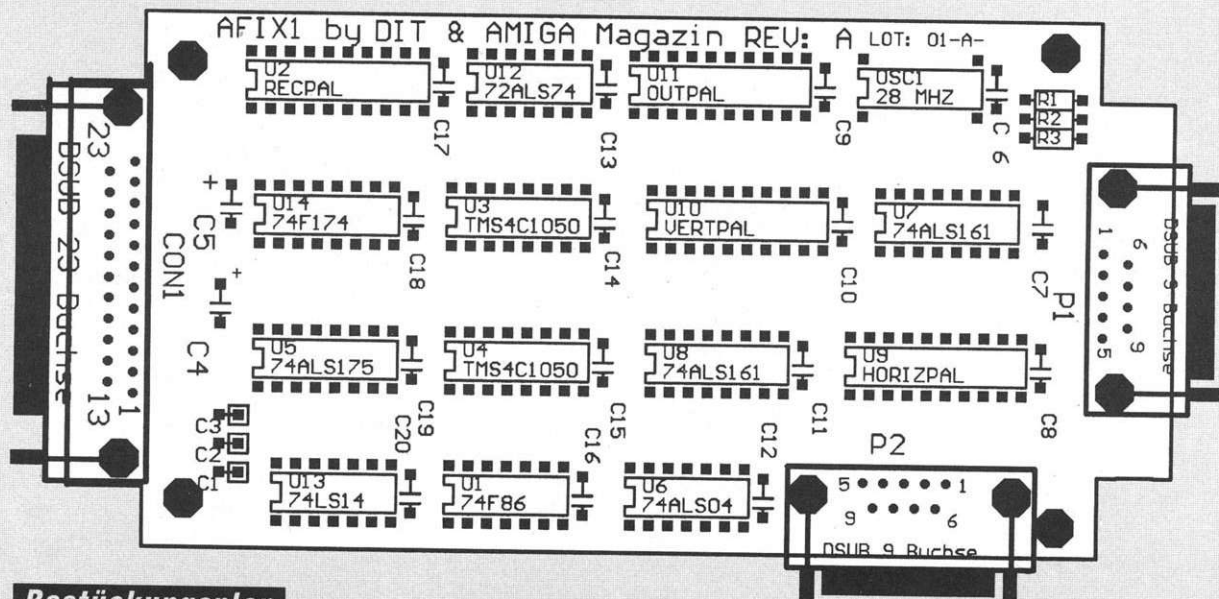 AFIX1 by DIT & AMIGA Magazin REV: A LOT: 01-A-
U2
RECPAL
C17
U12
72ALS74
C13
U11
OUTPAL
C9
OSC1
28 MHZ
C 6
R1
R2
R3
23
13
1
DSUB 23 Buchse
CON1
+
C5
+
C4
U14
74F174
C18
U3
TMS4C1050
C14
U10
VERTPAL
C10
U7
74ALS161
C7
P1
1
6
5
9
DSUB 9 Buchse
U5
74ALS175
C19
U4
TMS4C1050
C15
U8
74ALS161
C11
U9
HORIZPAL
C8
C3
C2
C1
U13
74LS14
C20
U1
74F86
C16
U6
74ALS04
C12
P2
5 1
9 6
DSUB 9 Buchse
Bestückungsplan